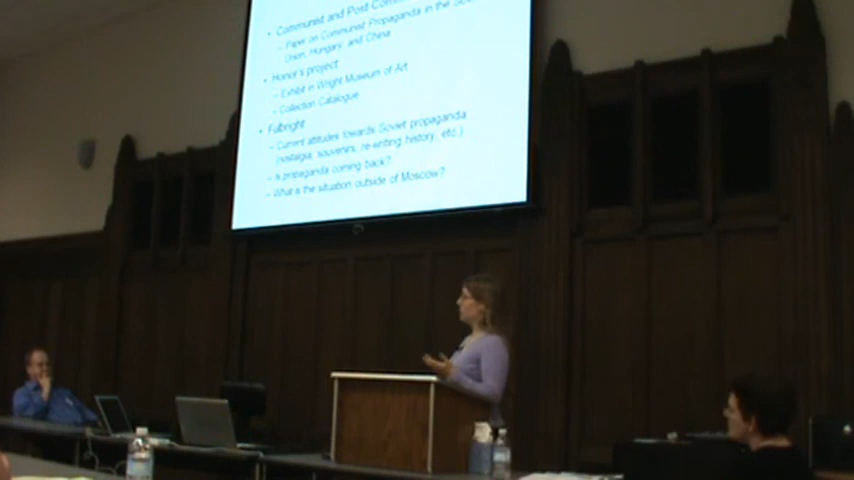 • Communist and Post
– Paper on Communist Propaganda in the
Union, Hungary, and China
• Honor's project
– Exhibit in Wright Museum of Art
– Collection Catalogue
• Fulbright
– Current attitudes towards Soviet propaganda
(nostalgia, souvenirs, re-writing history, etc.)
– Is propaganda coming back?
– What is the situation outside of Moscow?